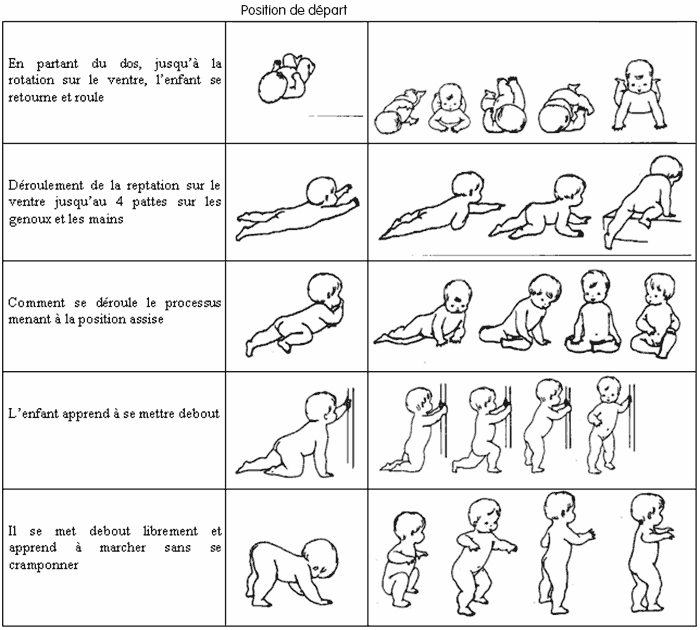 Position de départ
En partant du dos, jusqu'à la
rotation sur le ventre, l'enfant se
retourne et roule
Déroulement de la reptation sur le
ventre jusqu'au 4 pattes sur les
genoux et les mains
Comment se déroule le processus
menant à la position assise
L'enfant apprend à se mettre debout
Il se met debout librement et
apprend à marcher sans se
cramponner